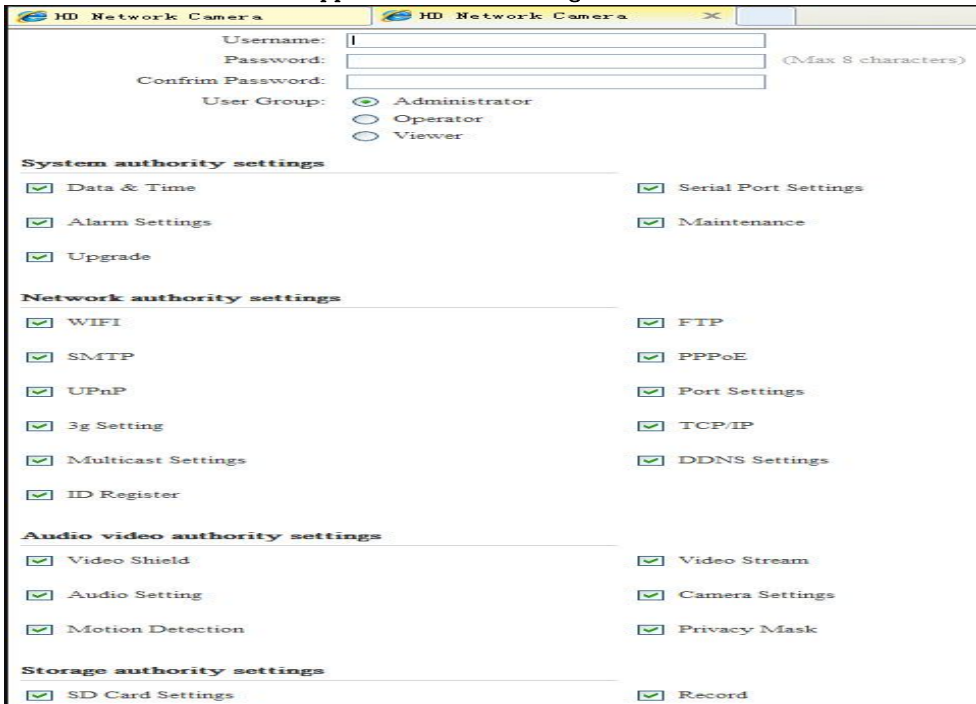 HD Network Camera HD Network Camera
Username:
Password: (Max 8 characters)
Confrim Password:
User Group: Administrator
Operator
Viewer
System authority settings
Data & Time Serial Port Settings
Alarm Settings Maintenance
Upgrade
Network authority settings
WIFI FTP
SMTP PPPoE
UPnP Port Settings
3g Setting TCP/IP
Multicast Settings DDNS Settings
ID Register
Audio video authority settings
Video Shield Video Stream
Audio Setting Camera Settings
Motion Detection Privacy Mask
Storage authority settings
SD Card Settings Record